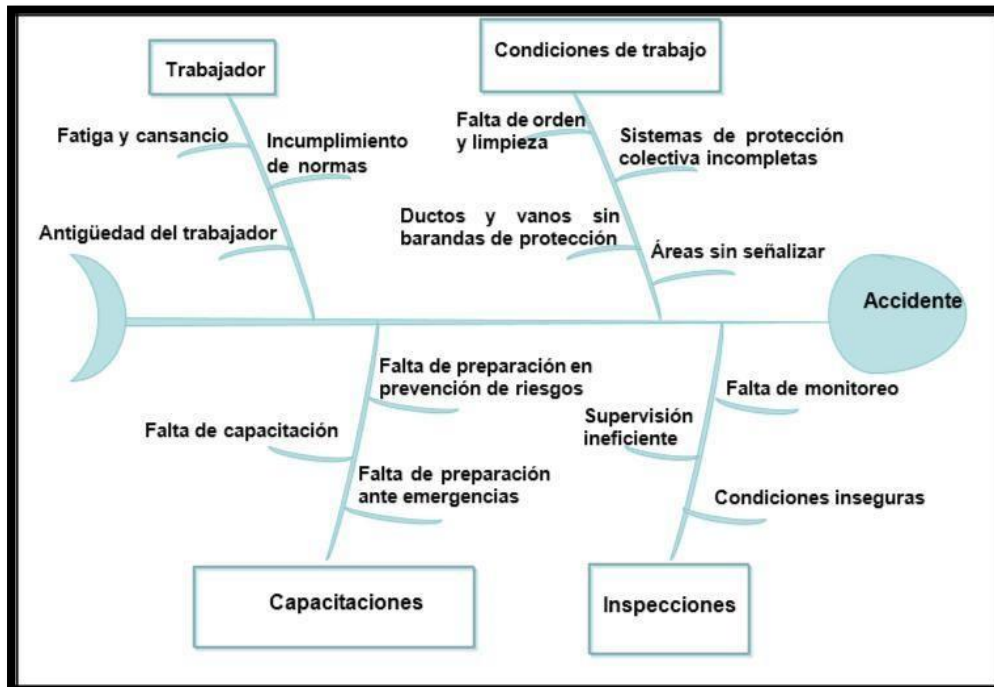 Trabajador
Fatiga y cansancio
Incumplimiento
de normas
Antigüedad del trabajador
Condiciones de trabajo
Falta de orden
y limpieza
Sistemas de protección
colectiva incompletas
Ductos y vanos sin
barandas de protección
Áreas sin señalizar
Accidente
Falta de preparación en
prevención de riesgos
Falta de capacitación
Falta de preparación
ante emergencias
Capacitaciones
Falta de monitoreo
Supervisión
ineficiente
Condiciones inseguras
Inspecciones